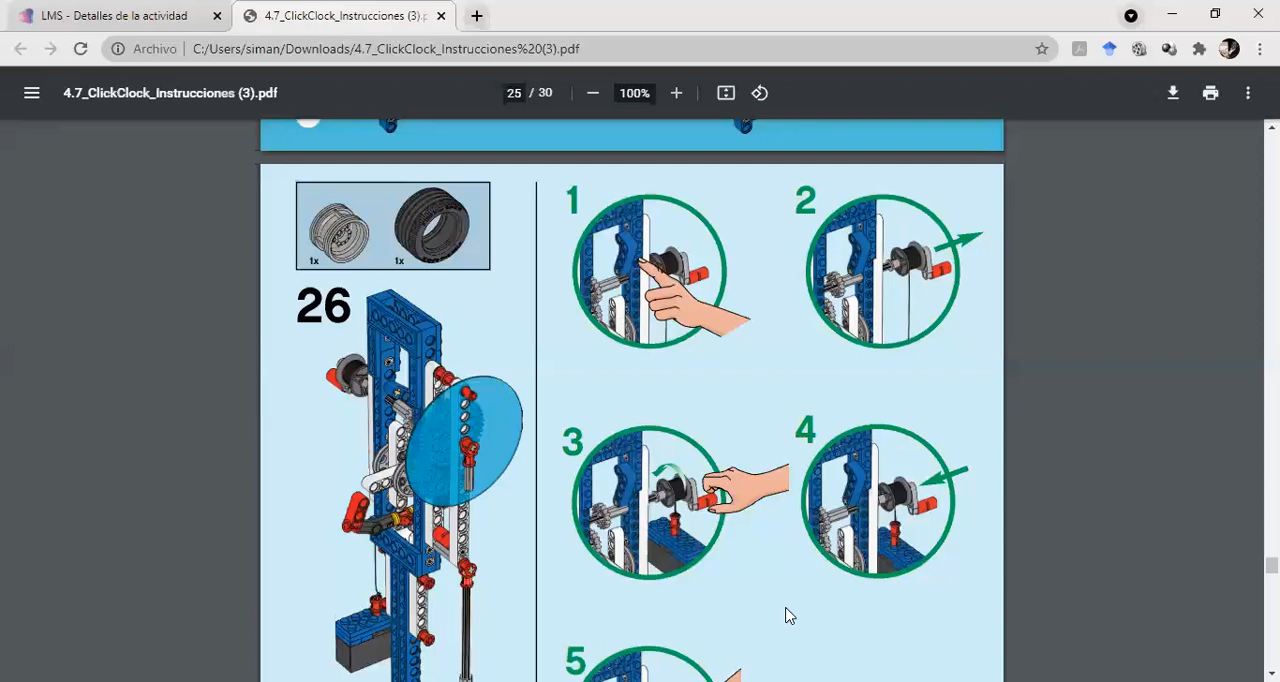 LMS - Detalles de la actividad
4.7_ClickClock_Instrucciones (3).p
Archivo
C:/Users/siman/Downloads/4.7_ClickClock_Instrucciones%20(3).pdf
4.7_ClickClock_Instrucciones (3).pdf
25 / 30
100%
1x
1x
26
1
2
3
4
5